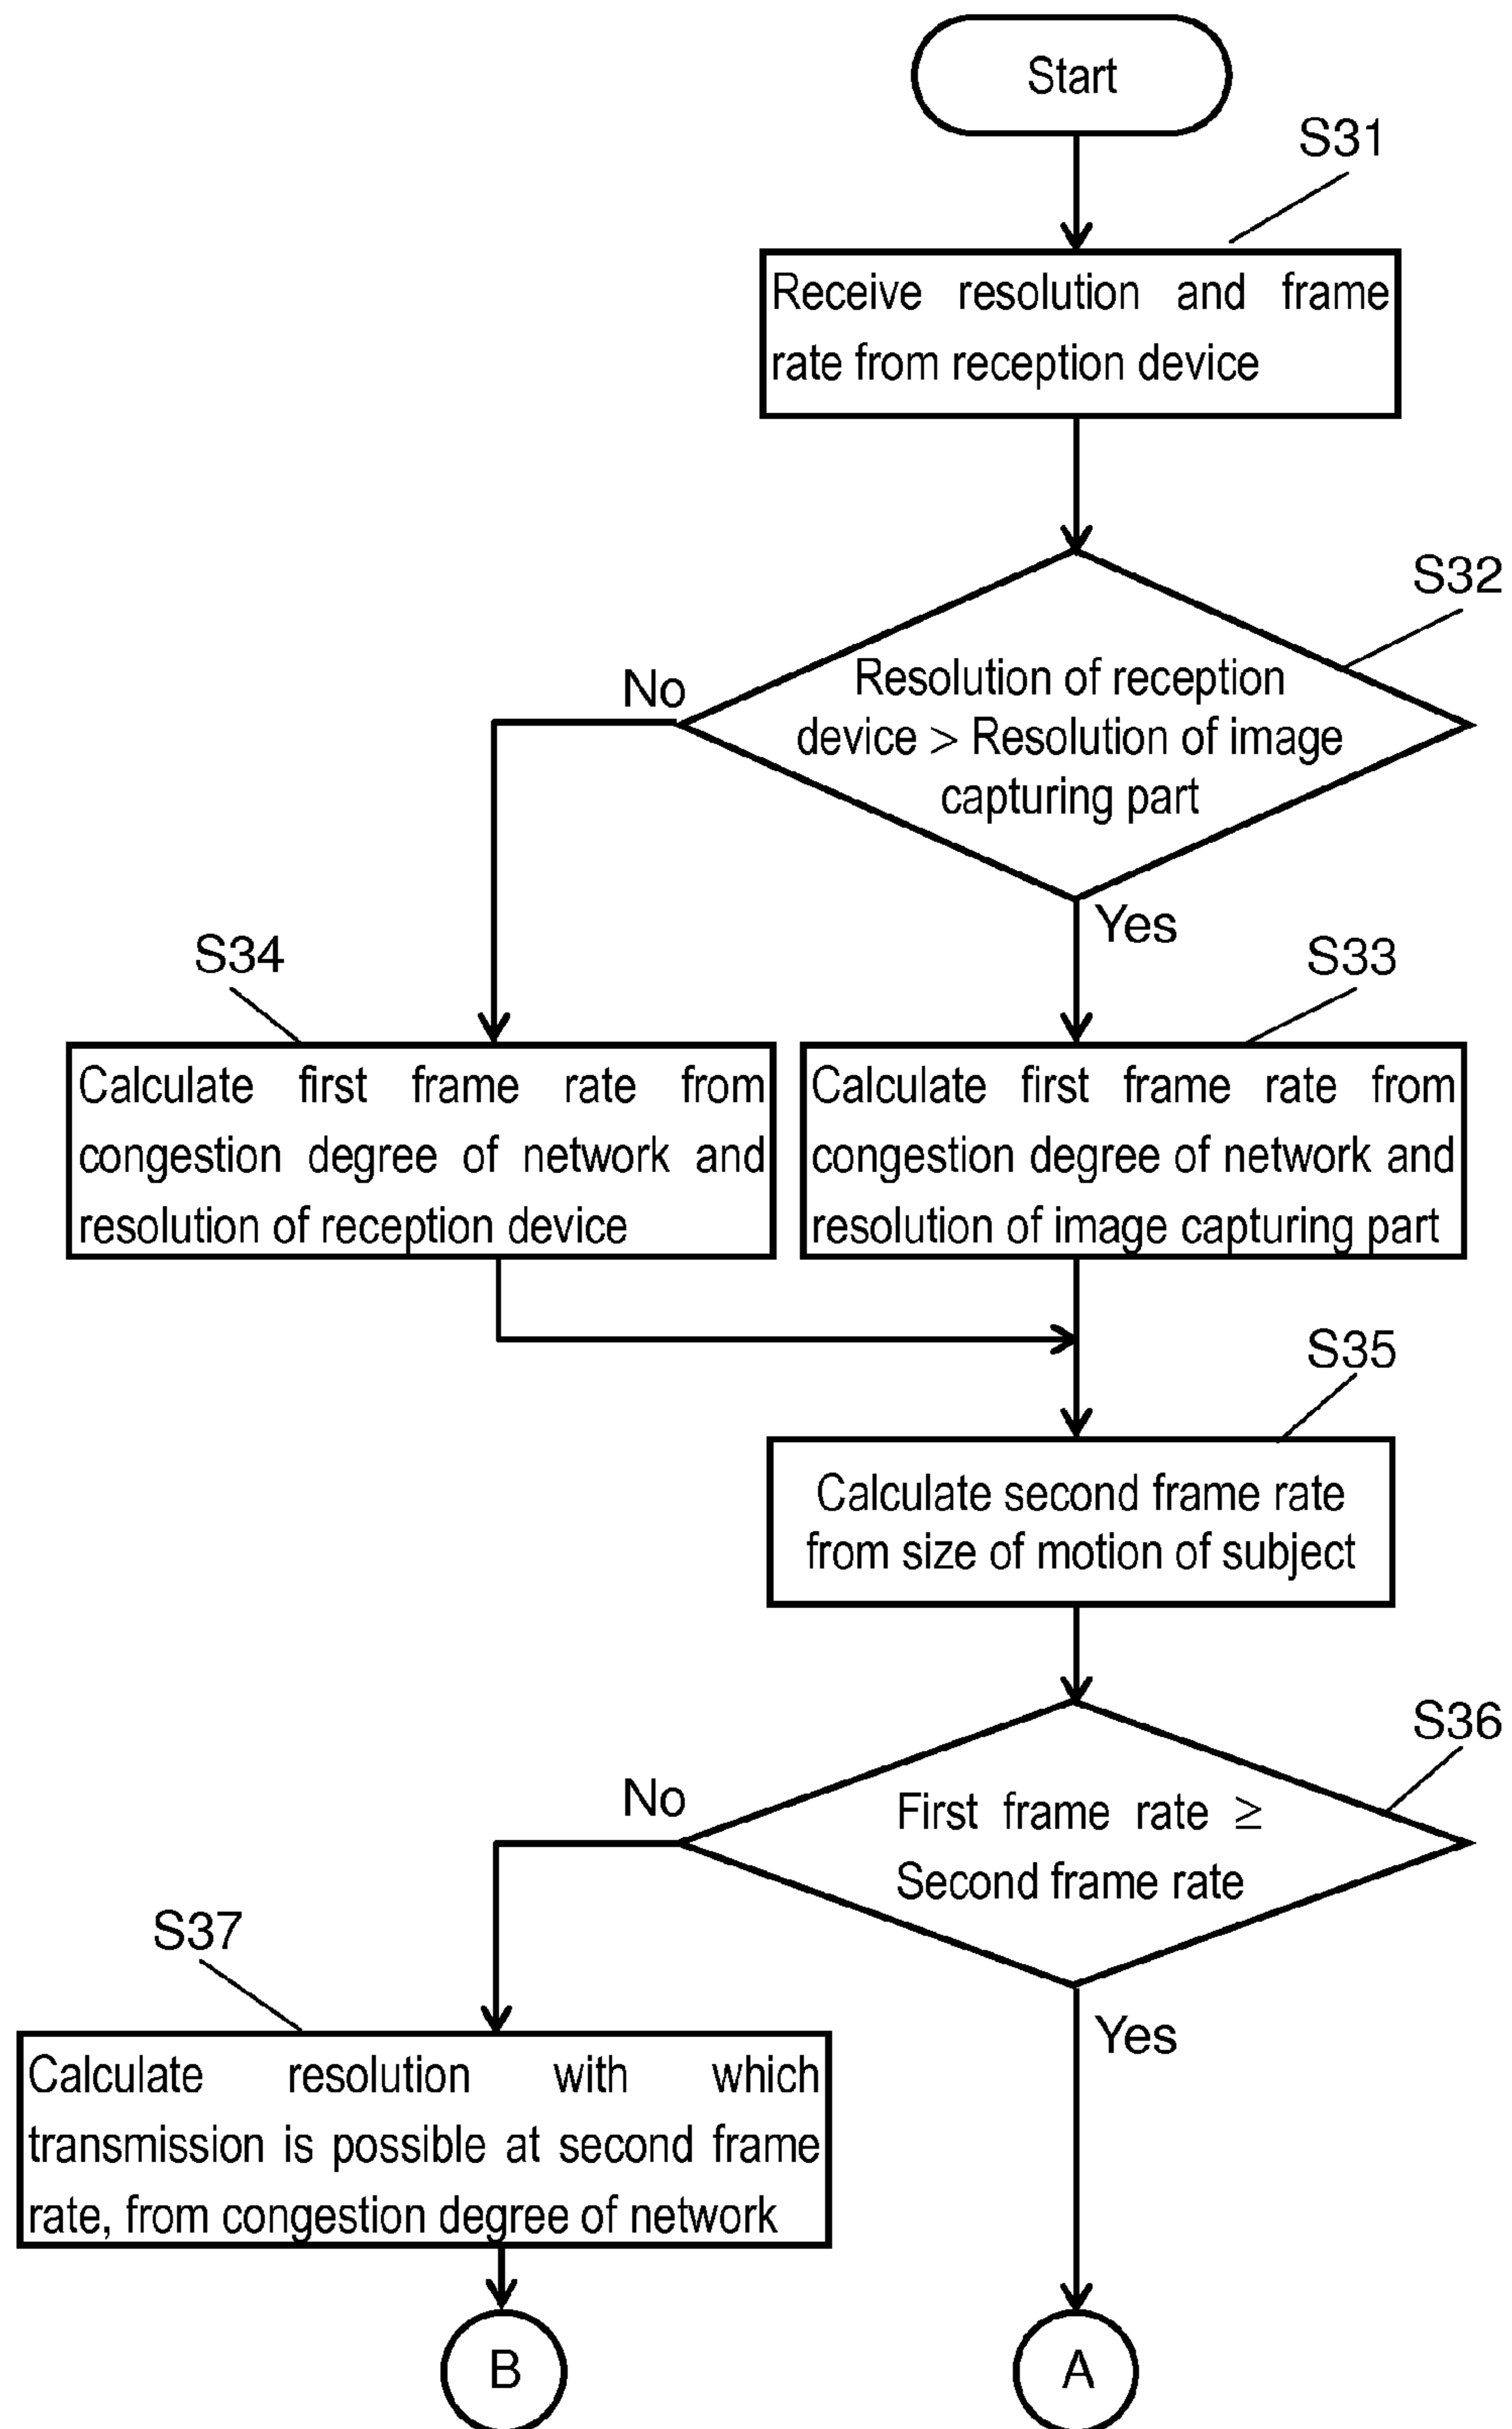 Start
S31
Receive resolution and frame
rate from reception device
S32
Resolution of reception
device > Resolution of image
capturing part
No
Yes
S34
S33
Calculate first frame rate from
congestion degree of network and
resolution of reception device
Calculate first frame rate from
congestion degree of network and
resolution of image capturing part
S35
Calculate second frame rate
from size of motion of subject
S36
First frame rate ≥
Second frame rate
No
Yes
S37
Calculate resolution with which
transmission is possible at second frame
rate, from congestion degree of network
B
A